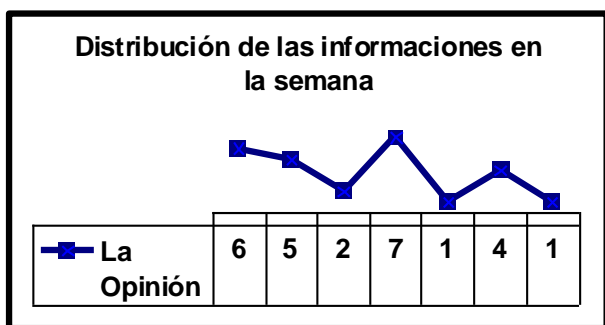 Distribución de las informaciones en
la semana
La 6 5 2 7 1 4 1
Opinión